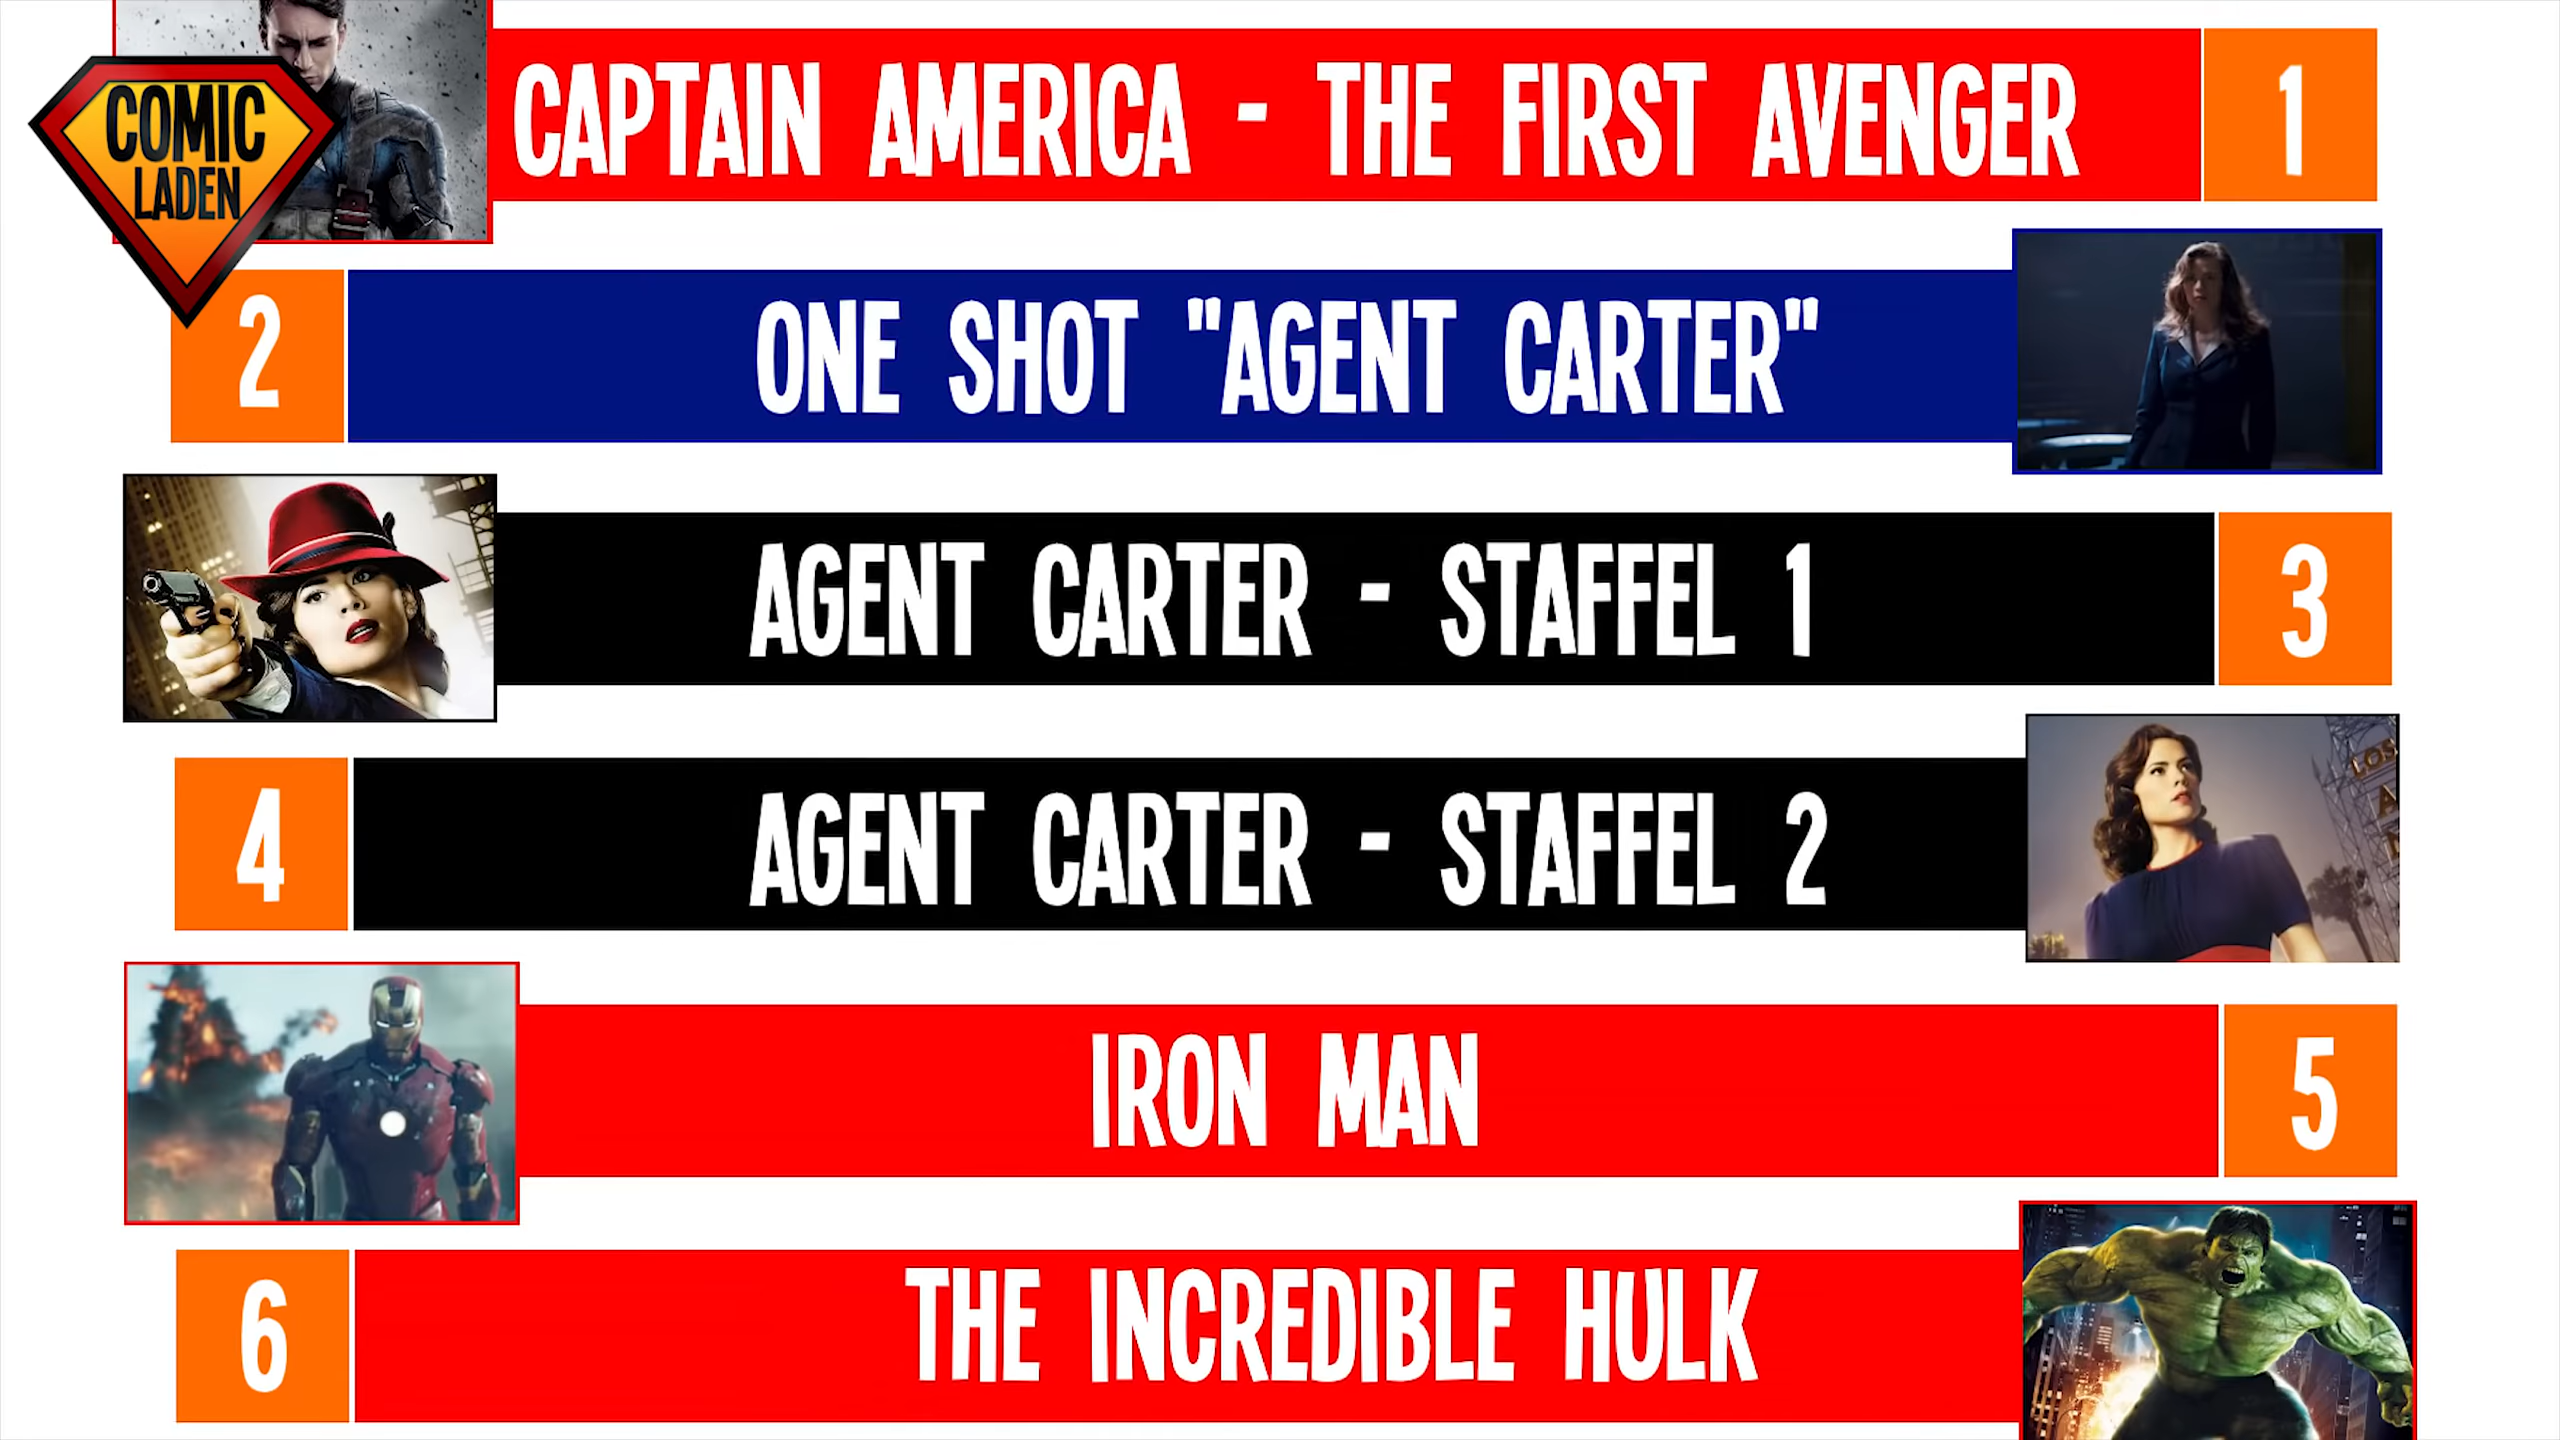 COMIC
LADEN
CAPTAIN AMERICA - THE FIRST AVENGER 1
2 ONE SHOT "AGENT CARTER"
AGENT CARTER - STAFFEL 1 3
4 AGENT CARTER - STAFFEL 2
LOS
IRON MAN 5
6 THE INCREDIBLE HULK